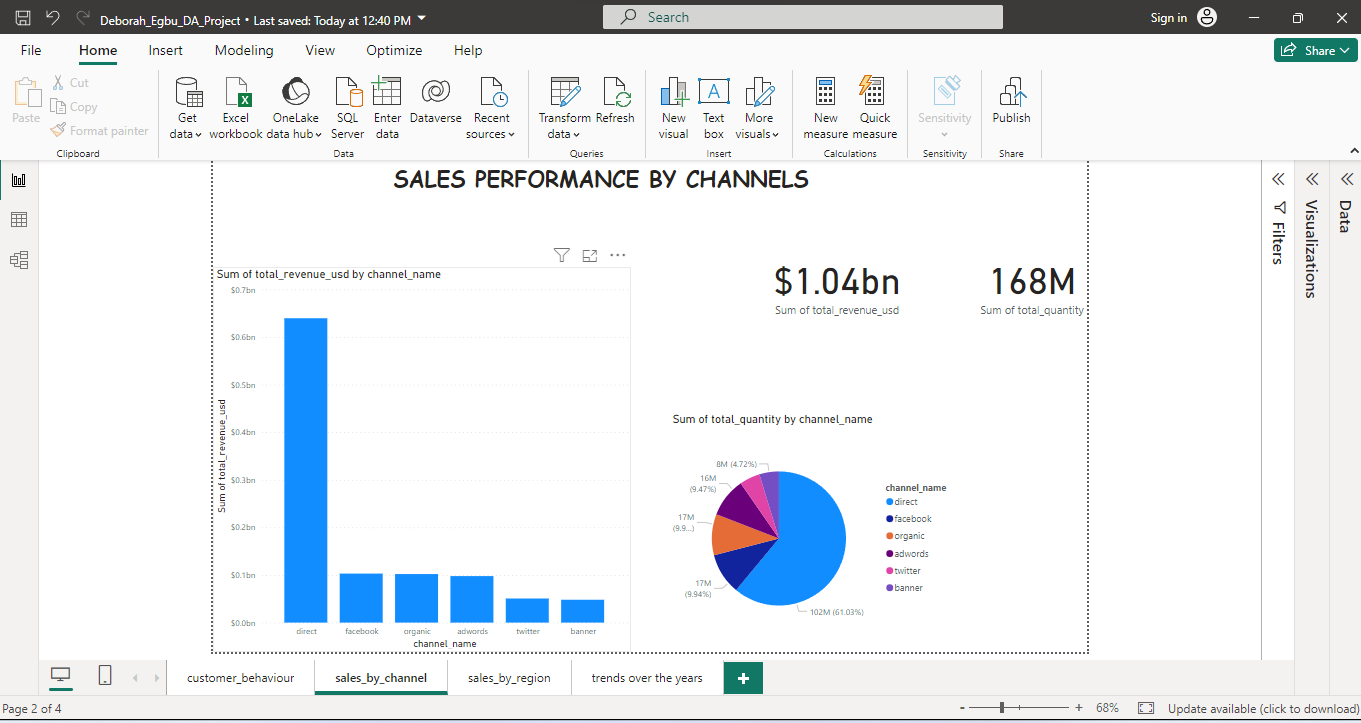 Deborah_Egbu_DA_Project • Last saved: Today at 12:40 PM
Search
Sign in
File Home Insert Modeling View Optimize Help
Share
Paste
Cut
Copy
Format painter
Clipboard
Get data
Excel workbook
OneLake data hub
SQL Server
Enter data
Dataverse
Recent sources
Data
Transform data
Refresh
Queries
New visual
Text box
More visuals
Insert
New measure
Quick measure
Calculations
Sensitivity
Sensitivity
Publish
Share
SALES PERFORMANCE BY CHANNELS
Sum of total_revenue_usd by channel_name
$0.7bn
$0.6bn
$0.5bn
$0.4bn
$0.3bn
$0.2bn
$0.1bn
$0.0bn
Sum of total_revenue_usd
direct facebook organic adwords twitter banner
channel_name
$1.04bn
Sum of total_revenue_usd
168M
Sum of total_quantity
Sum of total_quantity by channel_name
8M (4.72%)
16M
(9.47%)
17M
(9.9...)
17M
(9.94%)
102M (61.03%)
channel_name
direct
facebook
organic
adwords
twitter
banner
Filters
Visualizations
Data
customer_behaviour
sales_by_channel
sales_by_region
trends over the years
+
Page 2 of 4
- + 68%
Update available (click to download)